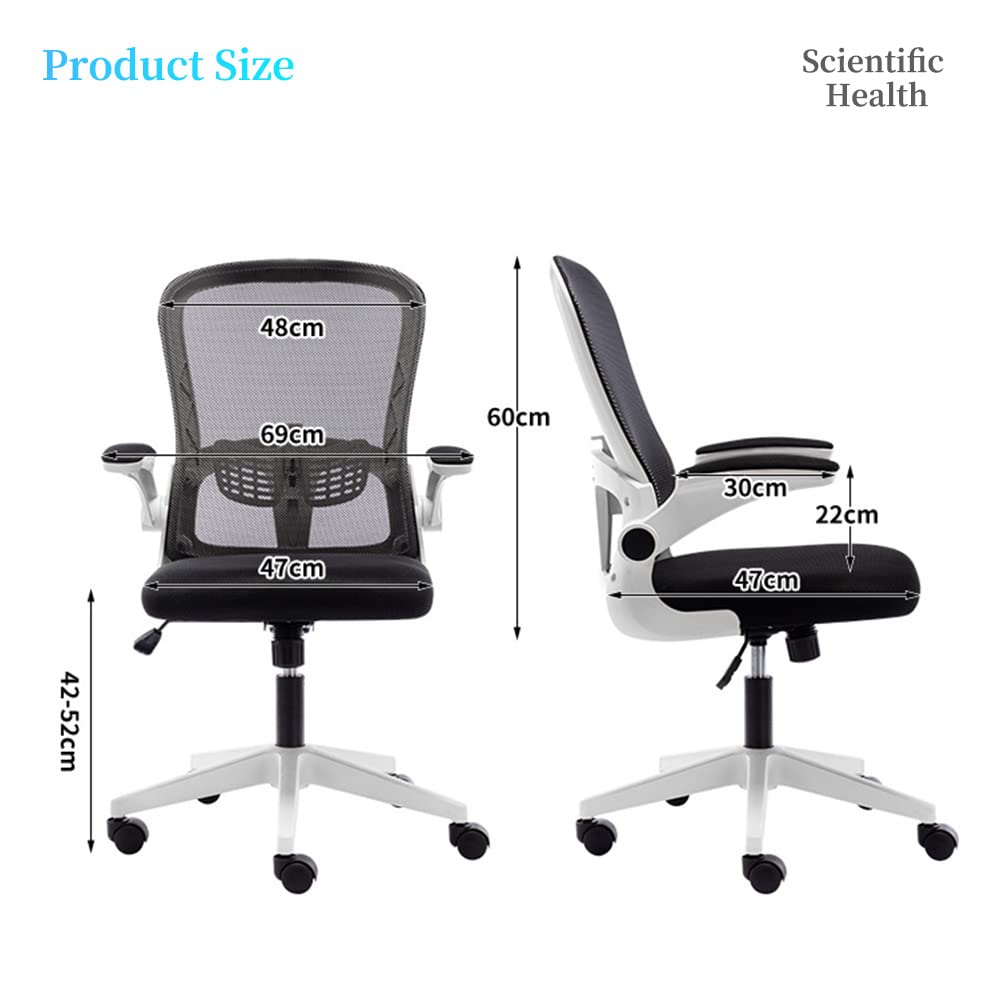 Product Size
Scientific
Health
48cm
69cm
47cm
42-52cm
60cm
30cm
22cm
47cm